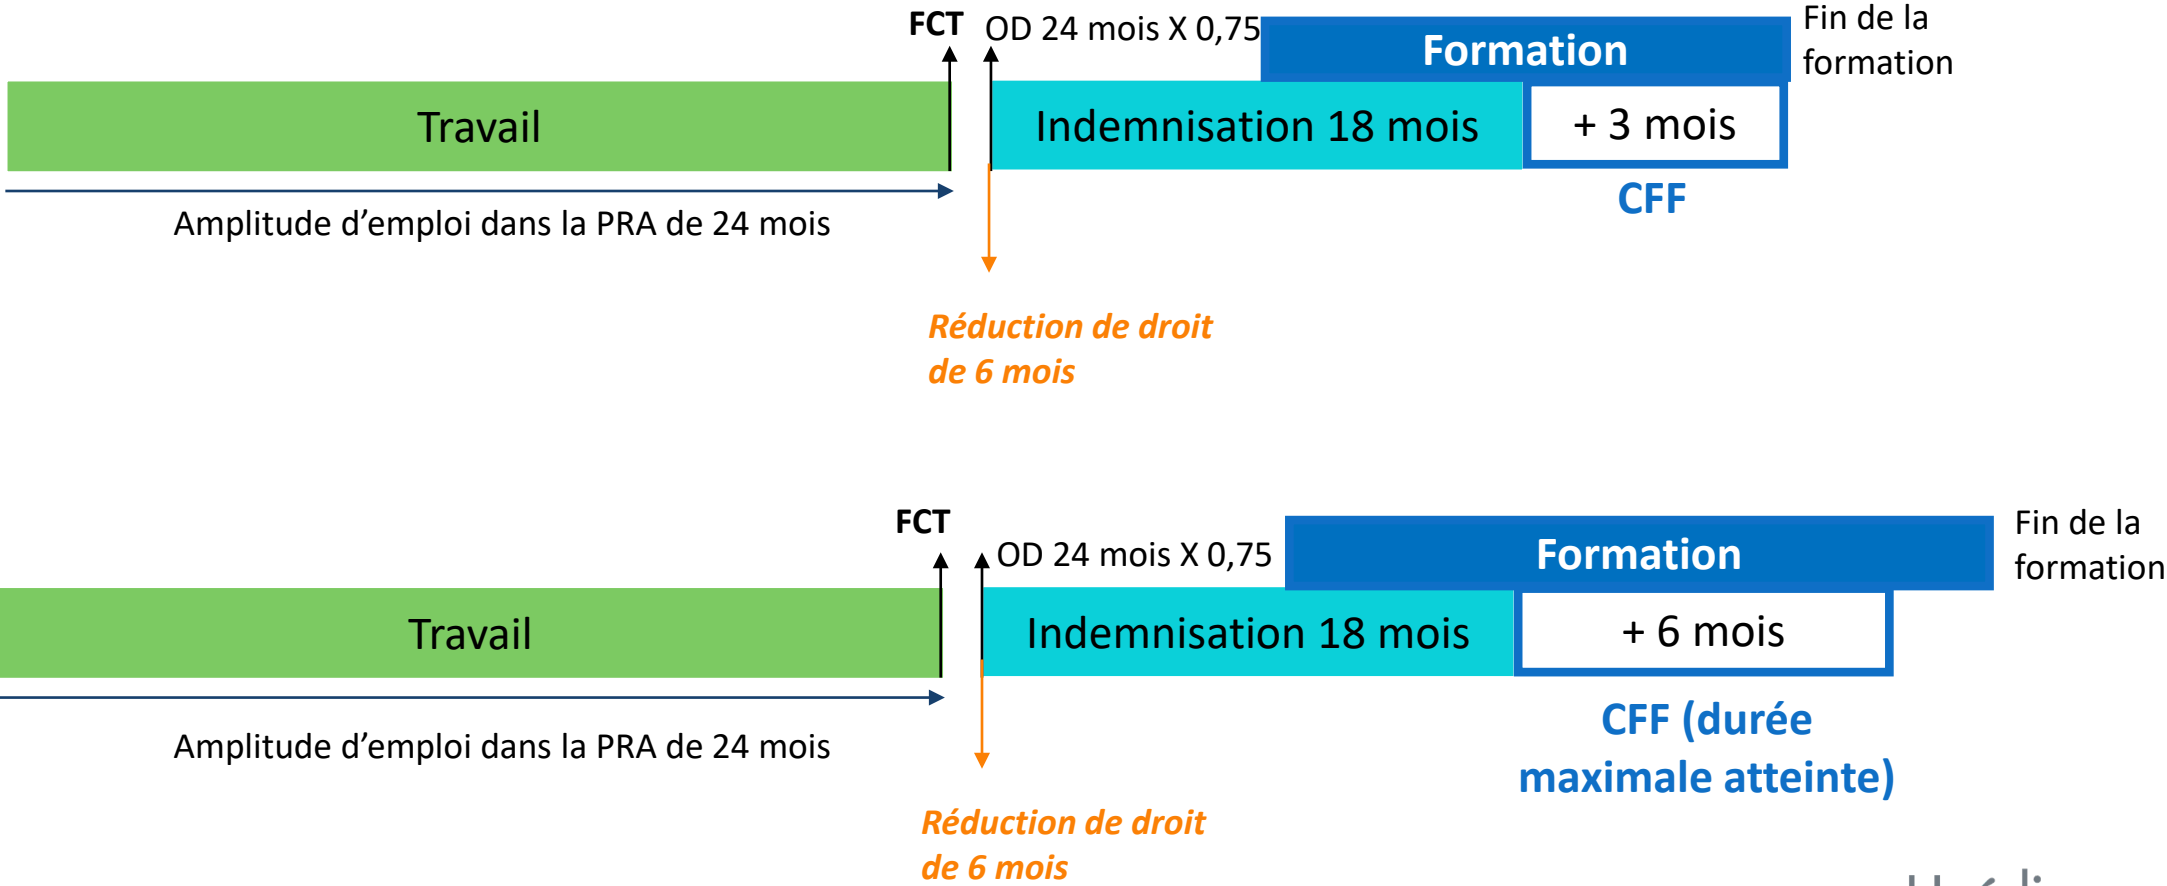 FCT
OD 24 mois X 0,75
Formation
Fin de la
formation
Travail
Indemnisation 18 mois
+ 3 mois
CFF
Amplitude d’emploi dans la PRA de 24 mois
Réduction de droit
de 6 mois
FCT
OD 24 mois X 0,75
Formation
Fin de la
formation
Travail
Indemnisation 18 mois
+ 6 mois
CFF (durée
maximale atteinte)
Amplitude d’emploi dans la PRA de 24 mois
Réduction de droit
de 6 mois